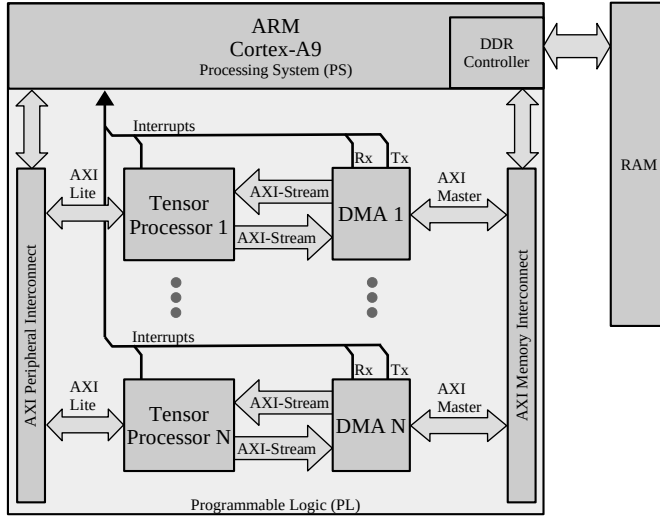 ARM
Cortex-A9
Processing System (PS)
DDR
Controller
RAM
Interrupts
Rx
Tx
AXI
Lite
Tensor
Processor 1
AXI-Stream
AXI-Stream
DMA 1
AXI
Master
AXI Peripheral Interconnect
AXI Memory Interconnect
Interrupts
Rx
Tx
AXI
Lite
Tensor
Processor N
AXI-Stream
AXI-Stream
DMA N
AXI
Master
Programmable Logic (PL)